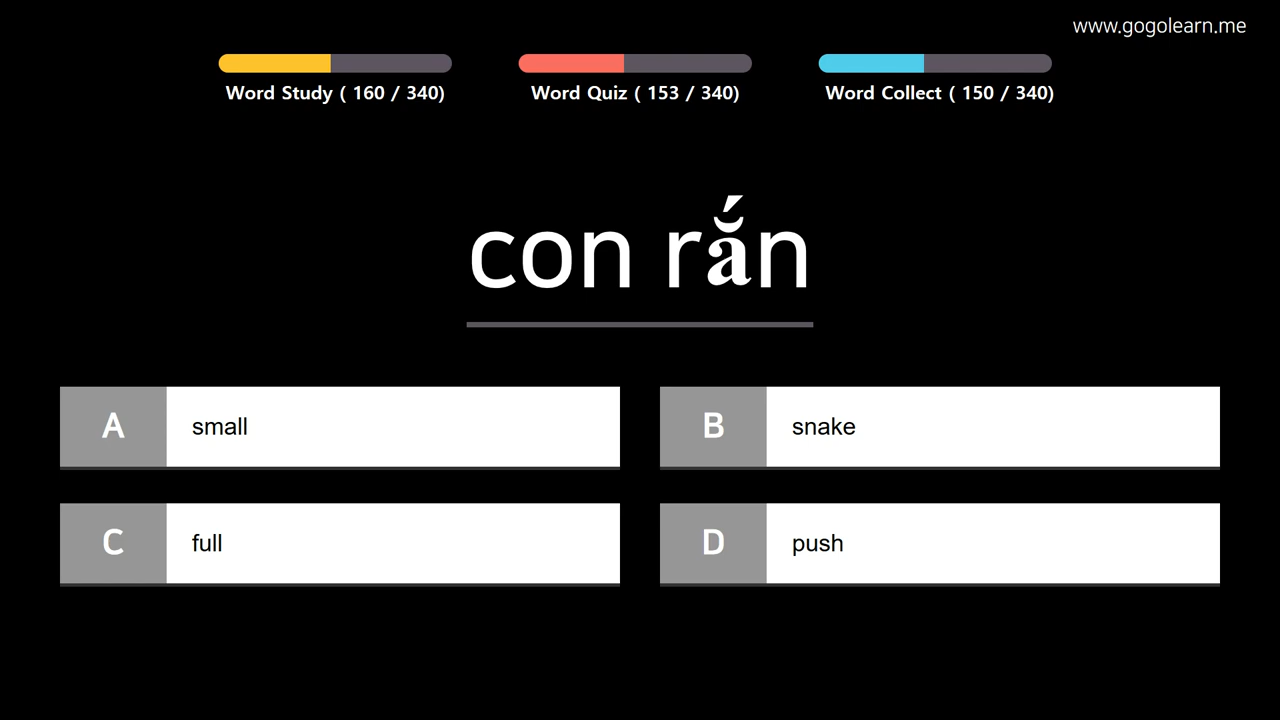 www.gogolearn.me
Word Study ( 160 / 340)
Word Quiz ( 153 / 340)
Word Collect ( 150 / 340)
con rắn
A small
B snake
C full
D push